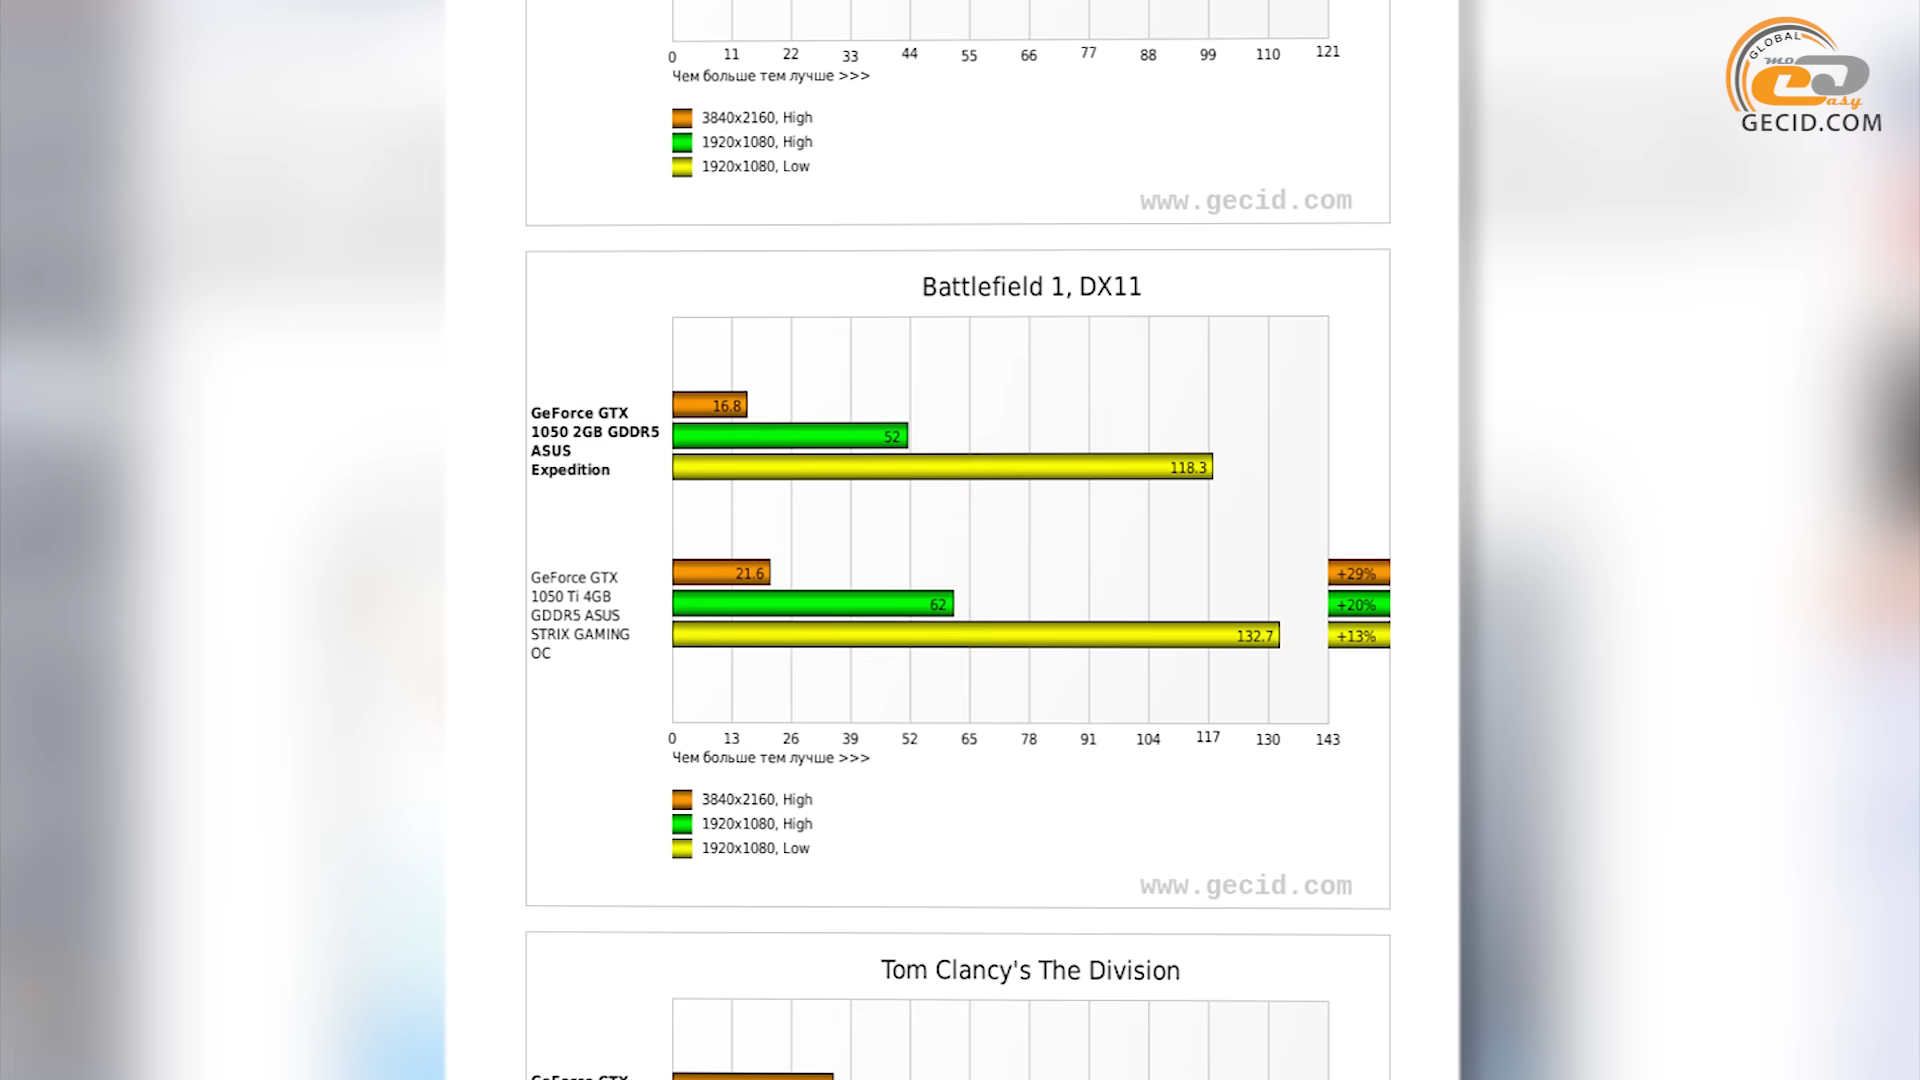 0 11 22 33 44 55 66 77 88 99 110 121
Чем больше тем лучше >>>
3840x2160, High
1920x1080, High
1920x1080, Low
www.gecid.com
GLOBAL
easy
GECID.COM
Battlefield 1, DX11
GeForce GTX
1050 2GB GDDR5
ASUS
Expedition
16.8
52
118.3
GeForce GTX
1050 Ti 4GB
GDDR5 ASUS
STRIX GAMING
OC
21.6
62
132.7
+29%
+20%
+13%
0 13 26 39 52 65 78 91 104 117 130 143
Чем больше тем лучше >>>
3840x2160, High
1920x1080, High
1920x1080, Low
www.gecid.com
Tom Clancy's The Division
GeForce GTX